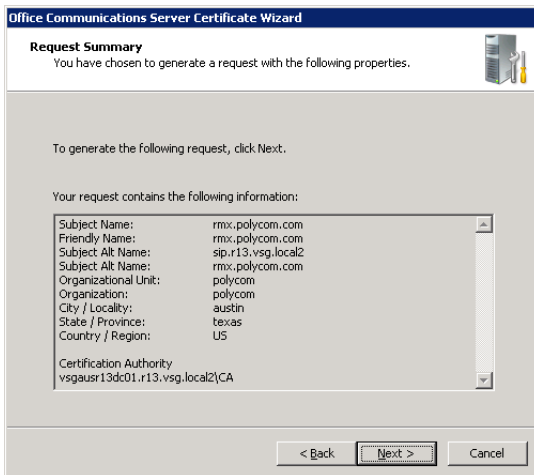 Office Communications Server Certificate Wizard
Request Summary
You have chosen to generate a request with the following properties.
To generate the following request, click Next.
Your request contains the following information:
Subject Name: rmx.polycom.com
Friendly Name: rmx.polycom.com
Subject Alt Name: sip.r13.vsg.local2
Subject Alt Name: rmx.polycom.com
Organizational Unit: polycom
Organization: polycom
City / Locality: austin
State / Province: texas
Country / Region: US
Certification Authority
vsgausr13dc01.r13.vsg.local2\CA
< Back Next > Cancel